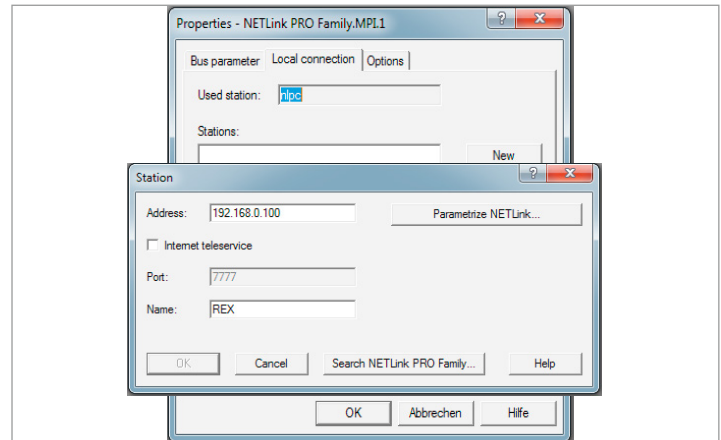 Properties - NETLink PRO Family.MPI.1
Bus parameter Local connection Options
Used station: nlpc
Stations:
New
Station
Address: 192.168.0.100 Parametrize NETLink...
Internet teleservice
Port: 7777
Name: REX
OK Cancel Search NETLink PRO Family... Help
OK Abbrechen Hilfe